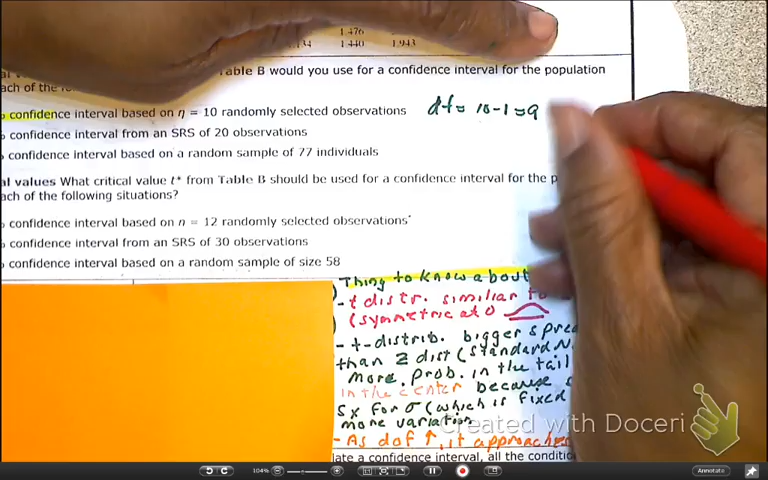 1.476
1.440 1.943
Table B would you use for a confidence interval for the population
ach of the
confidence interval based on n = 10 randomly selected observations df = 10-1 = 9
confidence interval from an SRS of 20 observations
confidence interval based on a random sample of 77 individuals
al values What critical value t* from Table B should be used for a confidence interval for the
ach of the following situations?
confidence interval based on n = 12 randomly selected observations
confidence interval from an SRS of 30 observations
confidence interval based on a random sample of size 58
Thing to know about
- t distr. similiar to
(symmetric at 0
- t-distrib. bigger spre
than Z dist (standard N
more prob. in the tail
in the center because
Sx for σ (which is fixed
more variation
- As dof ↑, it approaches
late a confidence interval, all the conditio
Created with Doceri
104%
Annotate